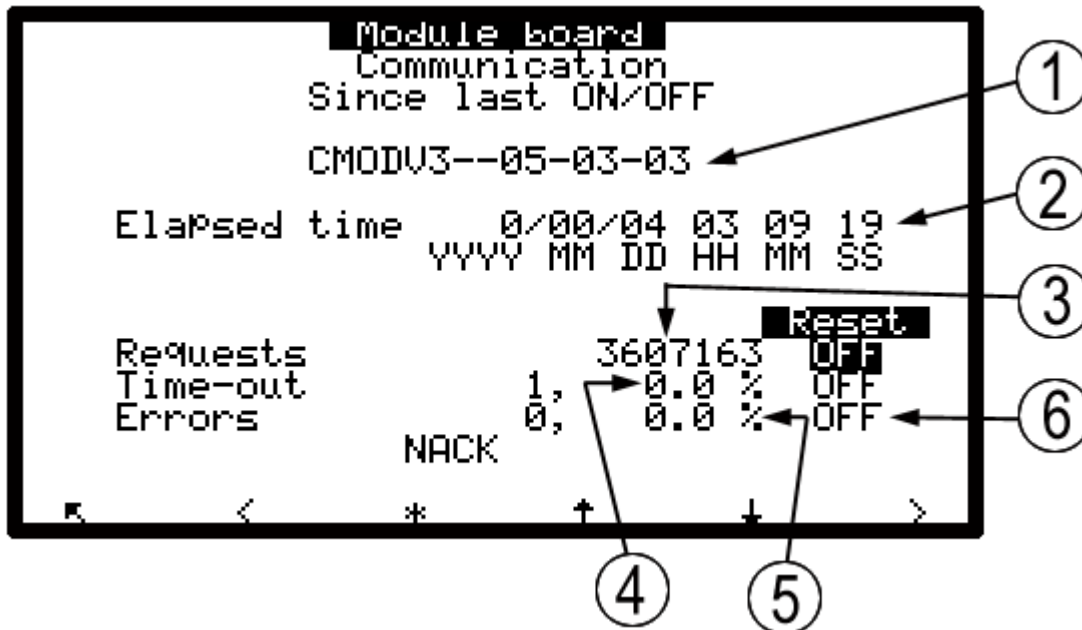 Module board
Communication
Since last ON/OFF
CMODV3--05-03-03
Elapsed time 0/00/04 03 09 19
YYYY MM DD HH MM SS
Reset
Requests 3607163 OFF
Time-out 1, 0.0 % OFF
Errors 0, 0.0 % OFF
NACK
< * ↑ ↓ >
1
2
3
4
5
6